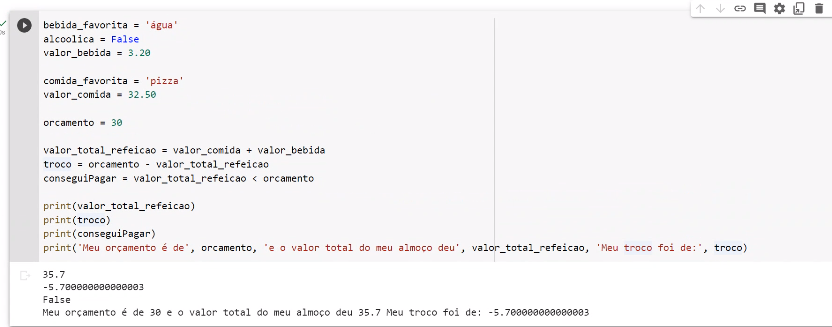 bebida_favorita = 'água'
alcoolica = False
valor_bebida = 3.20
comida_favorita = 'pizza'
valor_comida = 32.50
orcamento = 30
valor_total_refeicao = valor_comida + valor_bebida
troco = orcamento - valor_total_refeicao
conseguiPagar = valor_total_refeicao < orcamento
print(valor_total_refeicao)
print(troco)
print(conseguiPagar)
print('Meu orçamento é de', orcamento, 'e o valor total do meu almoço deu', valor_total_refeicao, 'Meu troco foi de:', troco)
35.7
-5.700000000000003
False
Meu orçamento é de 30 e o valor total do meu almoço deu 35.7 Meu troco foi de: -5.700000000000003